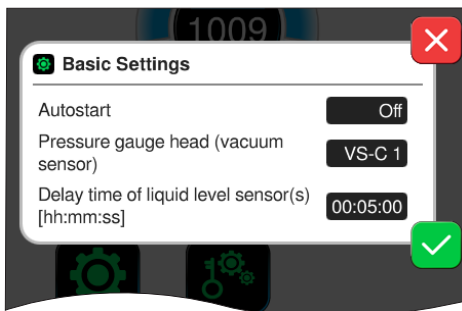 1009
Basic Settings
Autostart
Off
Pressure gauge head (vacuum
sensor)
VS-C 1
Delay time of liquid level sensor(s)
[hh:mm:ss]
00:05:00